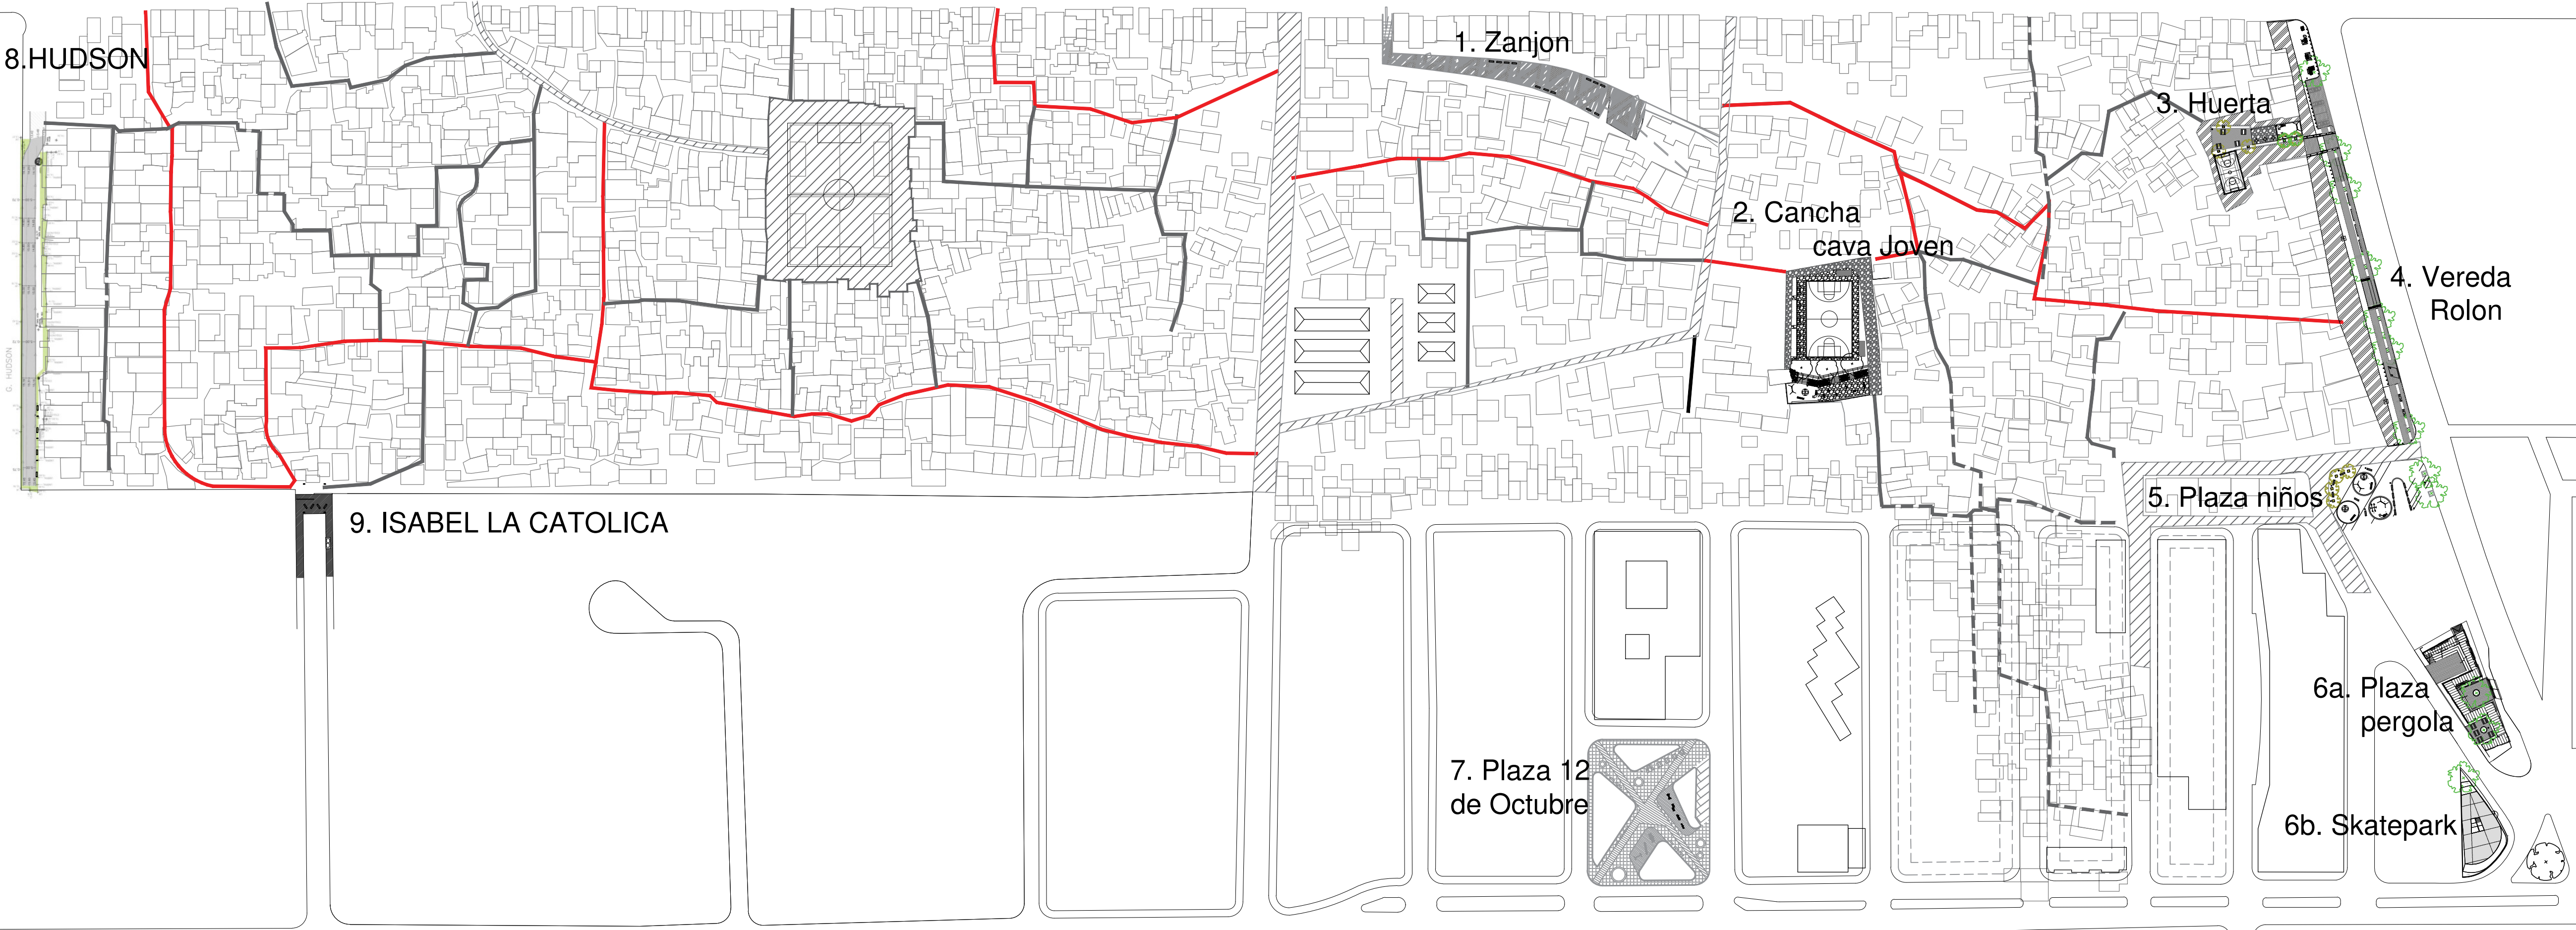 8.HUDSON
1. Zanjon
3. Huerta
2. Cancha
cava Joven
4. Vereda
Rolon
G. HUDSON
5. Plaza niños
9. ISABEL LA CATOLICA
6a. Plaza
pergola
7. Plaza 12
de Octubre
6b. Skatepark